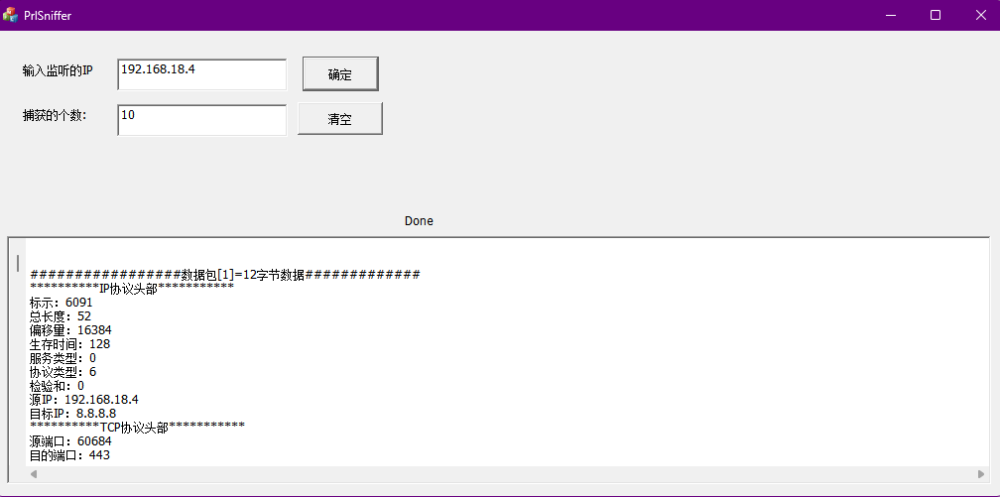 PrlSniffer
输入监听的IP
192.168.18.4
确定
捕获的个数:
10
清空
Done
#################数据包[1]=12字节数据#############
**********IP协议头部***********
标示：6091
总长度：52
偏移量：16384
生存时间：128
服务类型：0
协议类型：6
检验和：0
源IP：192.168.18.4
目标IP：8.8.8.8
**********TCP协议头部***********
源端口：60684
目的端口：443